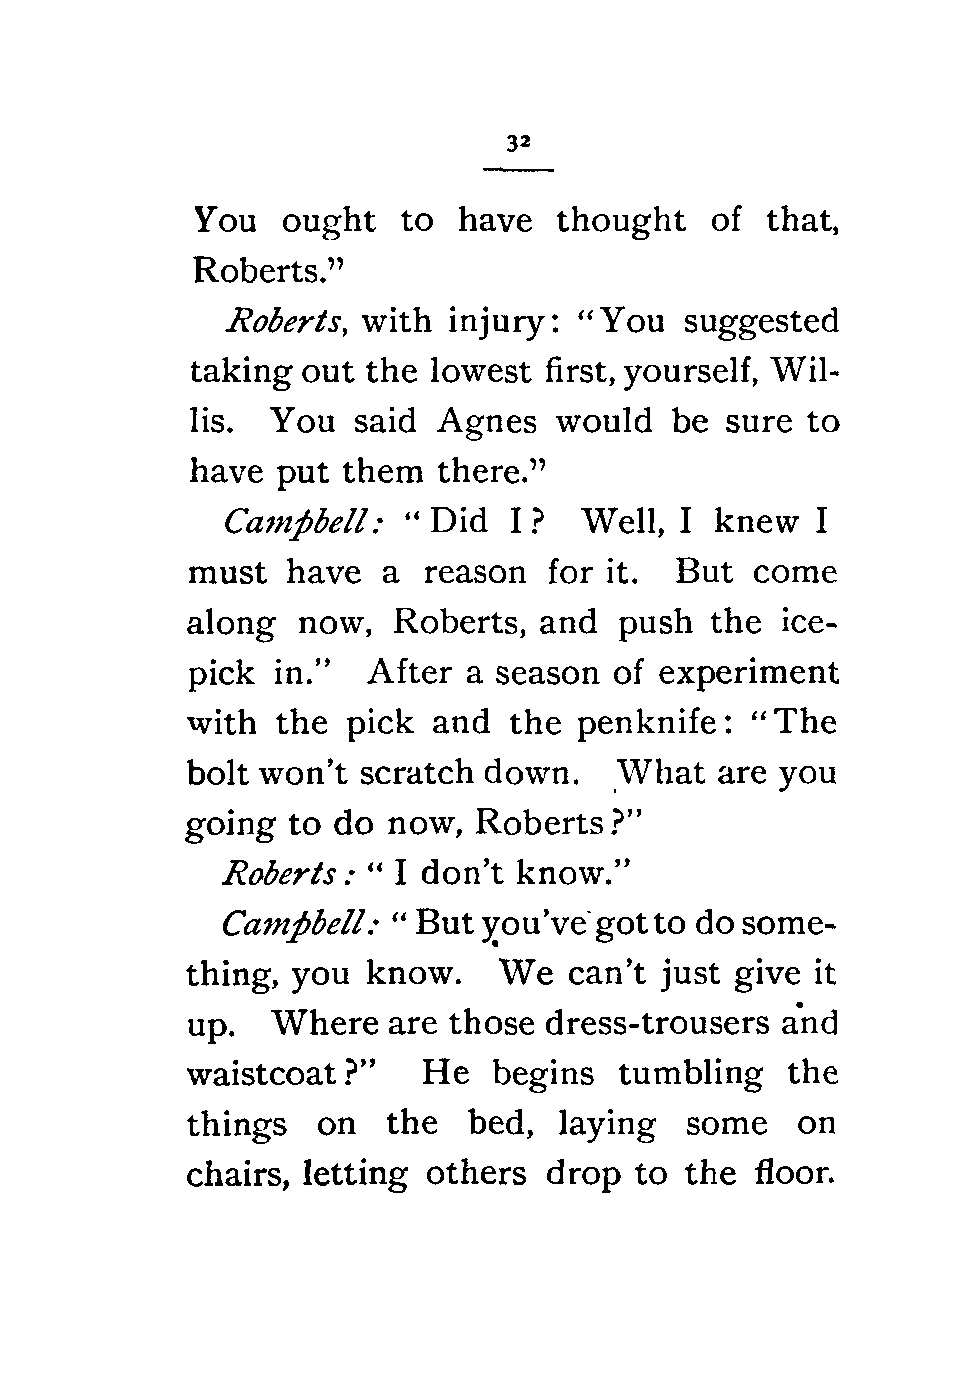 32
You ought to have thought of that,
Roberts."
Roberts, with injury: "You suggested
taking out the lowest first, yourself, Wil-
lis. You said Agnes would be sure to
have put them there."
Campbell: "Did I? Well, I knew I
must have a reason for it. But come
along now, Roberts, and push the ice-
pick in." After a season of experiment
with the pick and the penknife: "The
bolt won't scratch down. What are you
going to do now, Roberts?"
Roberts: "I don't know."
Campbell: "But you've got to do some-
thing, you know. We can't just give it
up. Where are those dress-trousers and
waistcoat?" He begins tumbling the
things on the bed, laying some on
chairs, letting others drop to the floor.